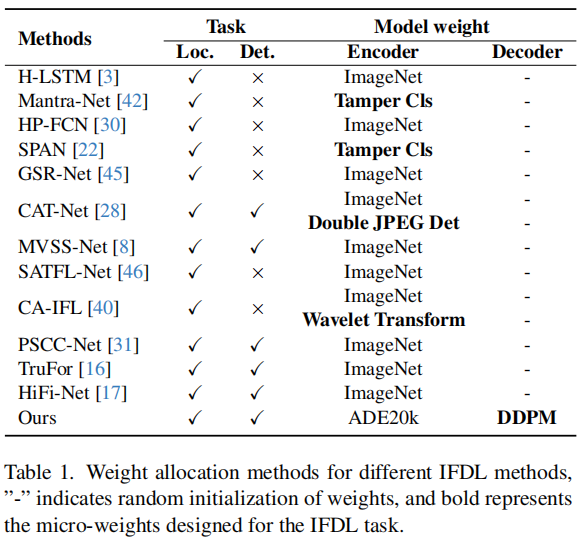 Methods Task Model weight
Loc. Det. Encoder Decoder
H-LSTM [3] ✓ × ImageNet -
Mantra-Net [42] ✓ × Tamper Cls -
HP-FCN [30] ✓ × ImageNet -
SPAN [22] ✓ × Tamper Cls -
GSR-Net [45] ✓ × ImageNet -
CAT-Net [28] ✓ ✓ ImageNet -
Double JPEG Det -
MVSS-Net [8] ✓ ✓ ImageNet -
SATFL-Net [46] ✓ × ImageNet -
CA-IFL [40] ✓ × ImageNet -
Wavelet Transform -
PSCC-Net [31] ✓ ✓ ImageNet -
TruFor [16] ✓ ✓ ImageNet -
HiFi-Net [17] ✓ ✓ ImageNet -
Ours ✓ ✓ ADE20k DDPM
Table 1. Weight allocation methods for different IFDL methods,
”-” indicates random initialization of weights, and bold represents
the micro-weights designed for the IFDL task.